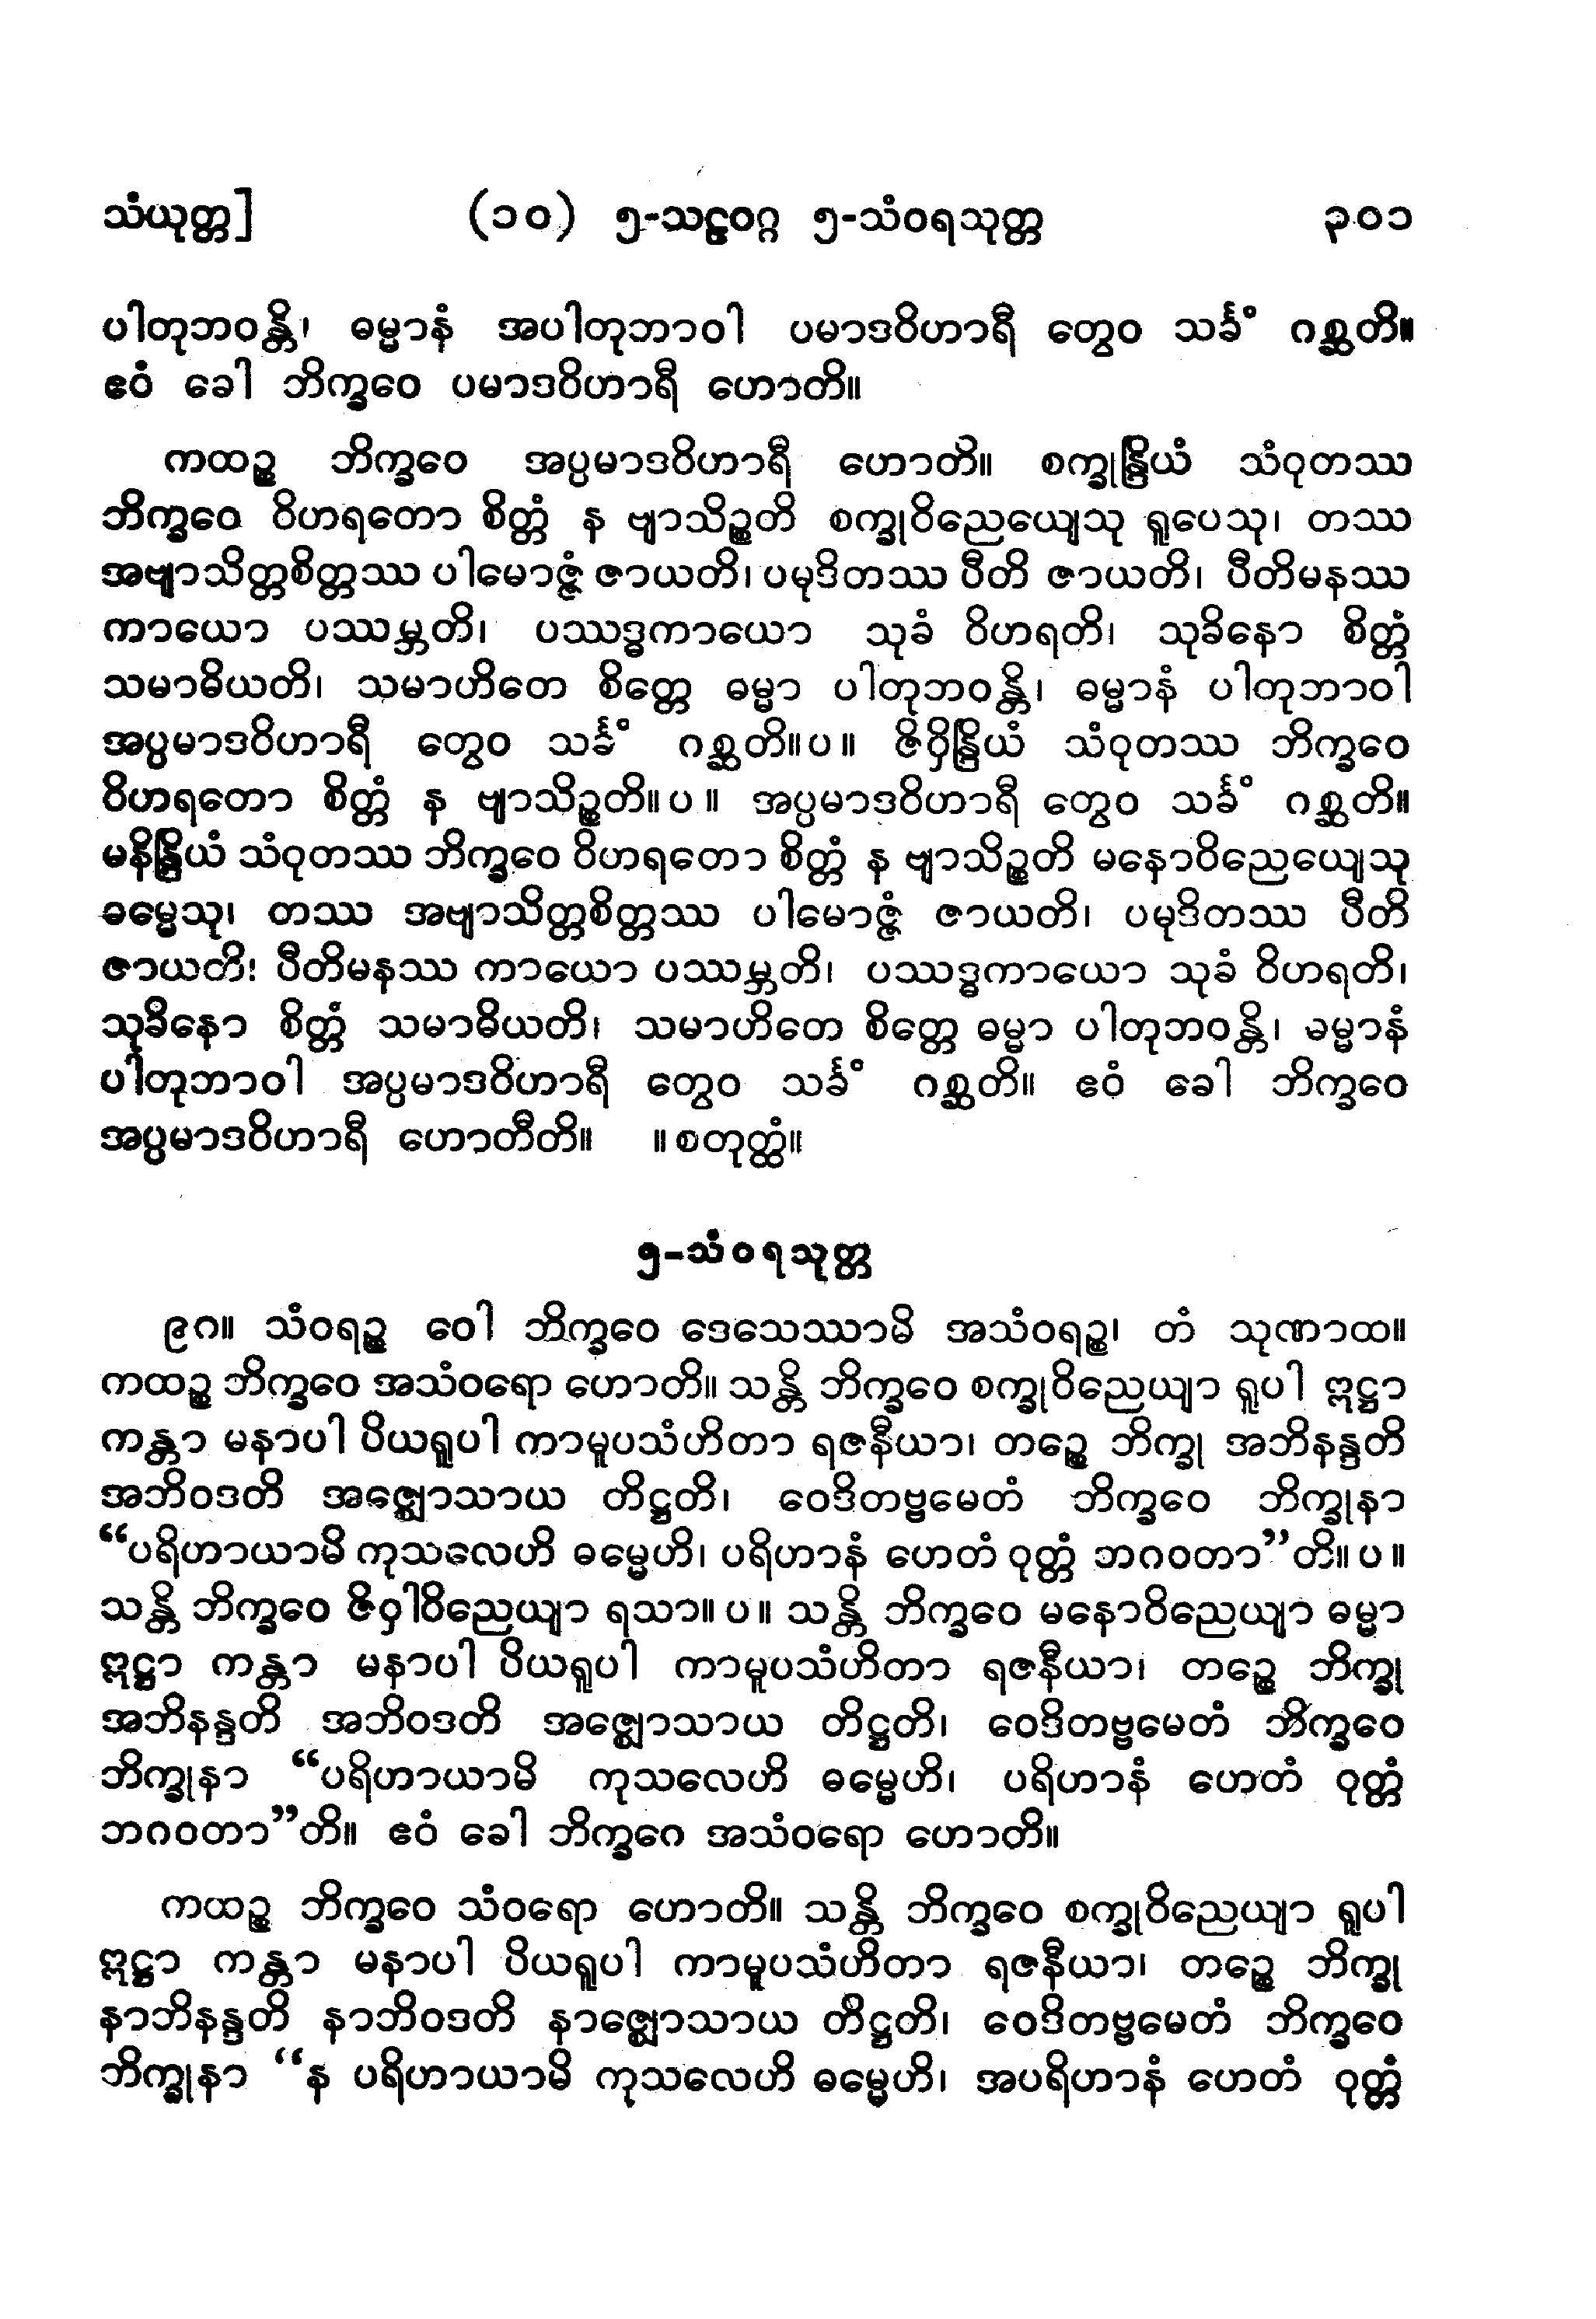 သံယုတ္တ]	(၁၀) ၅-သဠဝဂ္ဂ ၅-သံဝရသုတ္တ	၃၀၁
ပါတုဘဝန္တိ၊ ဓမ္မာနံ အပါတုဘာဝါ ပမာဒဝိဟာရီ တွေဝ သင်္ခံ ဂစ္ဆတိ။
ဧဝံ ခေါ ဘိက္ခဝေ ပမာဒဝိဟာရီ ဟောတိ။
ကထဉ္စ ဘိက္ခဝေ အပ္ပမာဒဝိဟာရီ ဟောတိ။ စက္ခုန္ဒြိယံ သံဝုတဿ
ဘိက္ခဝေ ဝိဟရတော စိတ္တံ န ဗျာသိဉ္စတိ စက္ခုဝိညေယျေသု ရူပေသု၊ တဿ
အဗျာသိတ္တစိတ္တဿ ပါမောဇ္ဇံ ဇာယတိ၊ ပမုဒိတဿ ပီတိ ဇာယတိ၊ ပီတိမနဿ
ကာယော ပဿမ္ဘတိ၊ ပဿဒ္ဓကာယော သုခံ ဝိဟရတိ၊ သုခိနော စိတ္တံ
သမာဓိယတိ၊ သမာဟိတေ စိတ္တေ ဓမ္မာ ပါတုဘဝန္တိ၊ ဓမ္မာနံ ပါတုဘာဝါ
အပ္ပမာဒဝိဟာရီ တွေဝ သင်္ခံ ဂစ္ဆတိ။ပ။ ဇိဝှိန္ဒြိယံ သံဝုတဿ ဘိက္ခဝေ
ဝိဟရတော စိတ္တံ န ဗျာသိဉ္စတိ။ပ။ အပ္ပမာဒဝိဟာရီ တွေဝ သင်္ခံ ဂစ္ဆတိ။
မနိန္ဒြိယံ သံဝုတဿ ဘိက္ခဝေ ဝိဟရတော စိတ္တံ န ဗျာသိဉ္စတိ မနောဝိညေယျေသု
ဓမ္မေသု၊ တဿ အဗျာသိတ္တစိတ္တဿ ပါမောဇ္ဇံ ဇာယတိ၊ ပမုဒိတဿ ပီတိ
ဇာယတိ၊ ပီတိမနဿ ကာယော ပဿမ္ဘတိ၊ ပဿဒ္ဓကာယော သုခံ ဝိဟရတိ၊
သုခိနော စိတ္တံ သမာဓိယတိ၊ သမာဟိတေ စိတ္တေ ဓမ္မာ ပါတုဘဝန္တိ၊ ဓမ္မာနံ
ပါတုဘာဝါ အပ္ပမာဒဝိဟာရီ တွေဝ သင်္ခံ ဂစ္ဆတိ။ ဧဝံ ခေါ ဘိက္ခဝေ
အပ္ပမာဒဝိဟာရီ ဟောတီတိ။ ။စတုတ္ထံ။
၅-သံဝရသုတ္တ
၉၈။ သံဝရဉ္စ ဝေါ ဘိက္ခဝေ ဒေသေဿာမိ အသံဝရဉ္စ၊ တံ သုဏာထ။
ကထဉ္စ ဘိက္ခဝေ အသံဝရော ဟောတိ။ သန္တိ ဘိက္ခဝေ စက္ခုဝိညေယျာ ရူပါ ဣဋ္ဌာ
ကန္တာ မနာပါ ပိယရူပါ ကာမူပသံဟိတာ ရဇနီယာ၊ တဉ္စေ ဘိက္ခု အဘိနန္ဒတိ
အဘိဝဒတိ အဇ္ဈောသာယ တိဋ္ဌတိ၊ ဝေဒိတဗ္ဗမေတံ ဘိက္ခဝေ ဘိက္ခုနာ
“ပရိဟာယာမိ ကုသလေဟိ ဓမ္မေဟိ၊ ပရိဟာနံ ဟေတံ ဝုတ္တံ ဘဂဝတာ”တိ။ပ။
သန္တိ ဘိက္ခဝေ ဇိဝှါဝိညေယျာ ရသာ။ပ။ သန္တိ ဘိက္ခဝေ မနောဝိညေယျာ ဓမ္မာ
ဣဋ္ဌာ ကန္တာ မနာပါ ပိယရူပါ ကာမူပသံဟိတာ ရဇနီယာ၊ တဉ္စေ ဘိက္ခု
အဘိနန္ဒတိ အဘိဝဒတိ အဇ္ဈောသာယ တိဋ္ဌတိ၊ ဝေဒိတဗ္ဗမေတံ ဘိက္ခဝေ
ဘိက္ခုနာ “ပရိဟာယာမိ ကုသလေဟိ ဓမ္မေဟိ၊ ပရိဟာနံ ဟေတံ ဝုတ္တံ
ဘဂဝတာ”တိ။ ဧဝံ ခေါ ဘိက္ခဂေ အသံဝရော ဟောတိ။
ကထဉ္စ ဘိက္ခဝေ သံဝရော ဟောတိ။ သန္တိ ဘိက္ခဝေ စက္ခုဝိညေယျာ ရူပါ
ဣဋ္ဌာ ကန္တာ မနာပါ ပိယရူပါ ကာမူပသံဟိတာ ရဇနီယာ၊ တဉ္စေ ဘိက္ခု
နာဘိနန္ဒတိ နာဘိဝဒတိ နာဇ္ဈောသာယ တိဋ္ဌတိ၊ ဝေဒိတဗ္ဗမေတံ ဘိက္ခဝေ
ဘိက္ခုနာ “န ပရိဟာယာမိ ကုသလေဟိ ဓမ္မေဟိ၊ အပရိဟာနံ ဟေတံ ဝုတ္တံ